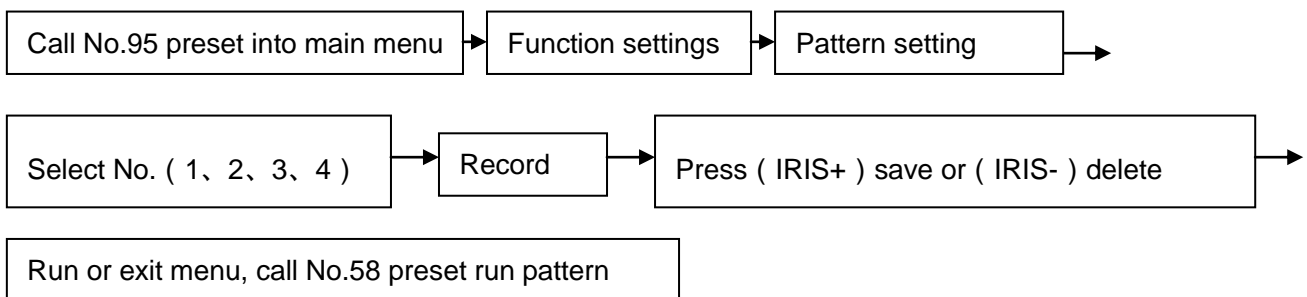 Call No.95 preset into main menu
Function settings
Pattern setting
Select No. ( 1、2、3、4 )
Record
Press ( IRIS+ ) save or ( IRIS- ) delete
Run or exit menu, call No.58 preset run pattern